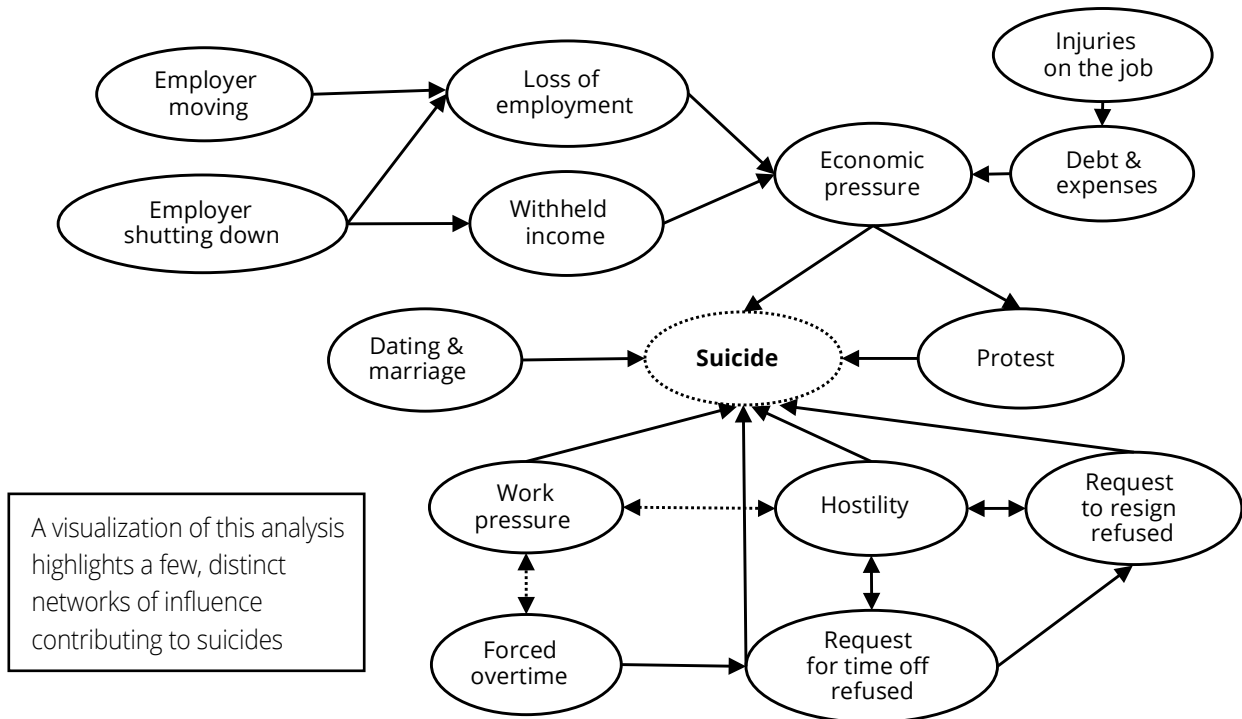 Employer
moving
Loss of
employment
Injuries
on the job
Employer
shutting down
Withheld
income
Economic
pressure
Debt &
expenses
Dating &
marriage
Suicide
Protest
Work
pressure
Hostility
Request
to resign
refused
Forced
overtime
Request
for time off
refused
A visualization of this analysis
highlights a few, distinct
networks of influence
contributing to suicides